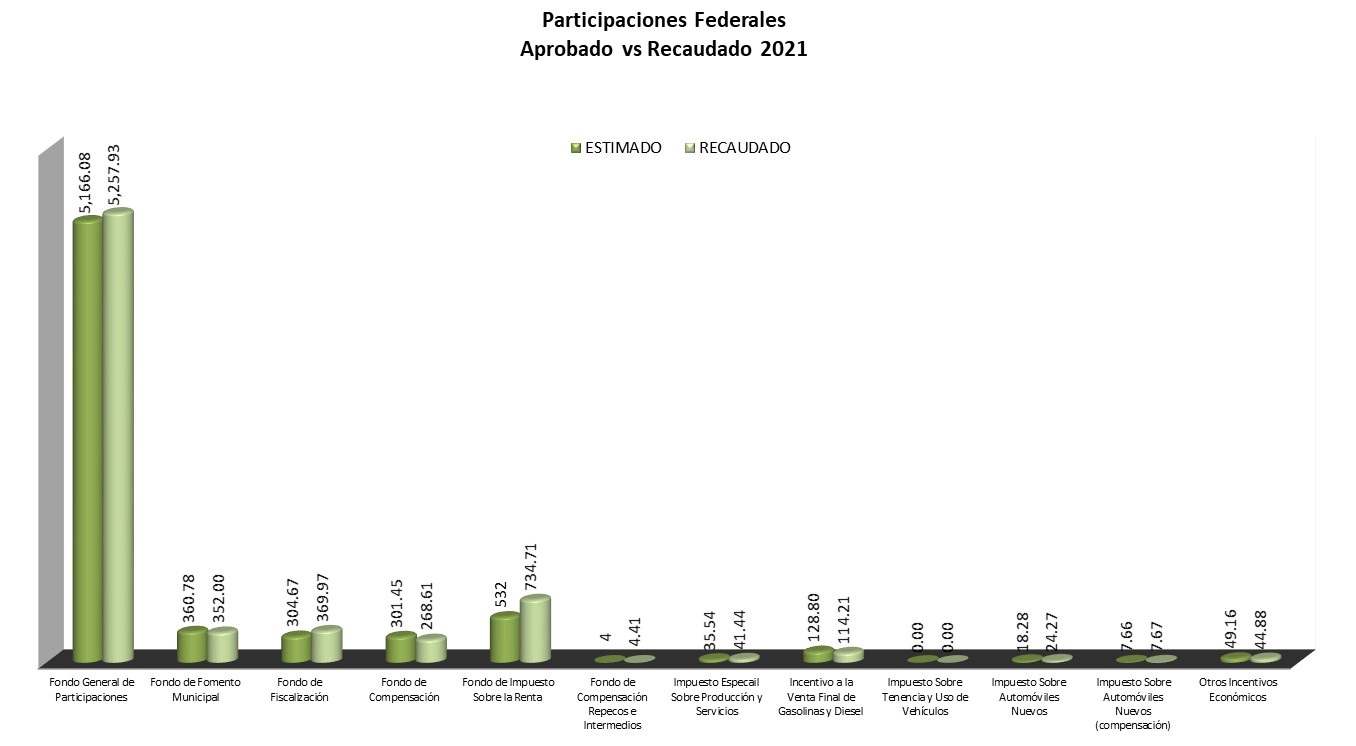 Participaciones Federales
Aprobado vs Recaudado 2021
ESTIMADO RECAUDADO
5,166.08
5,257.93
360.78
352.00
304.67
369.97
301.45
268.61
532
734.71
4
4.41
35.54
41.44
128.80
114.21
0.00
0.00
18.28
24.27
7.66
7.67
49.16
44.88
Fondo General de
Participaciones
Fondo de Fomento
Municipal
Fondo de
Fiscalización
Fondo de
Compensación
Fondo de Impuesto
Sobre la Renta
Fondo de
Compensación
Repecos e
Intermedios
Impuesto Especail
Sobre Producción y
Servicios
Incentivo a la
Venta Final de
Gasolinas y Diesel
Impuesto Sobre
Tenencia y Uso de
Vehículos
Impuesto Sobre
Automóviles
Nuevos
Impuesto Sobre
Automóviles
Nuevos
(compensación)
Otros Incentivos
Económicos